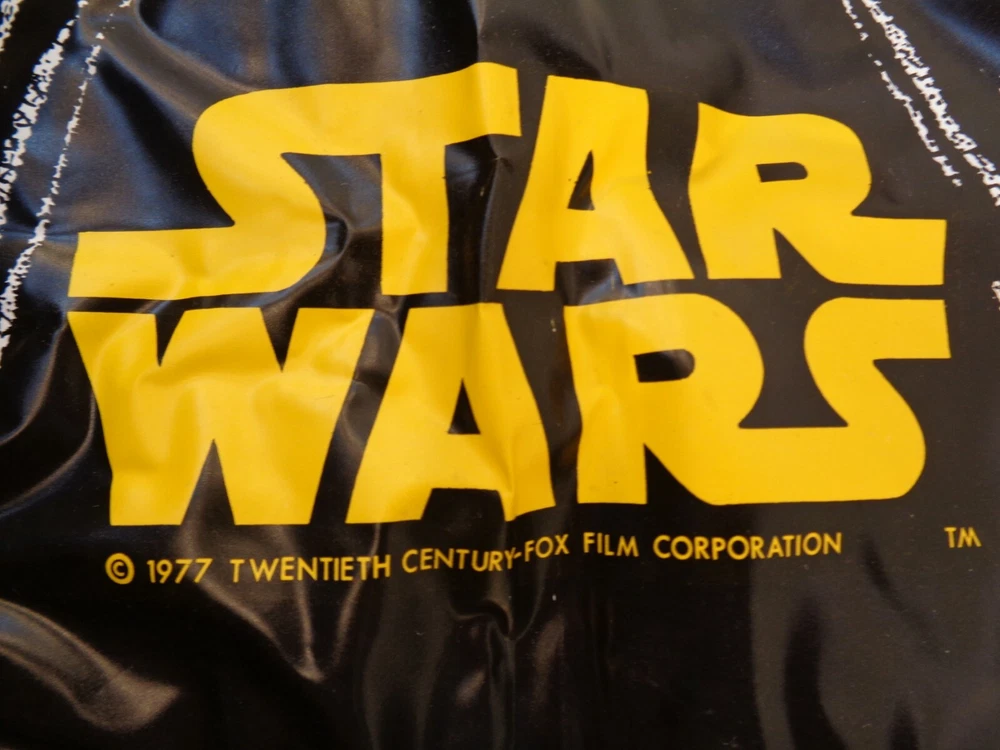 STAR
WARS
© 1977 TWENTIETH CENTURY-FOX FILM CORPORATION TM